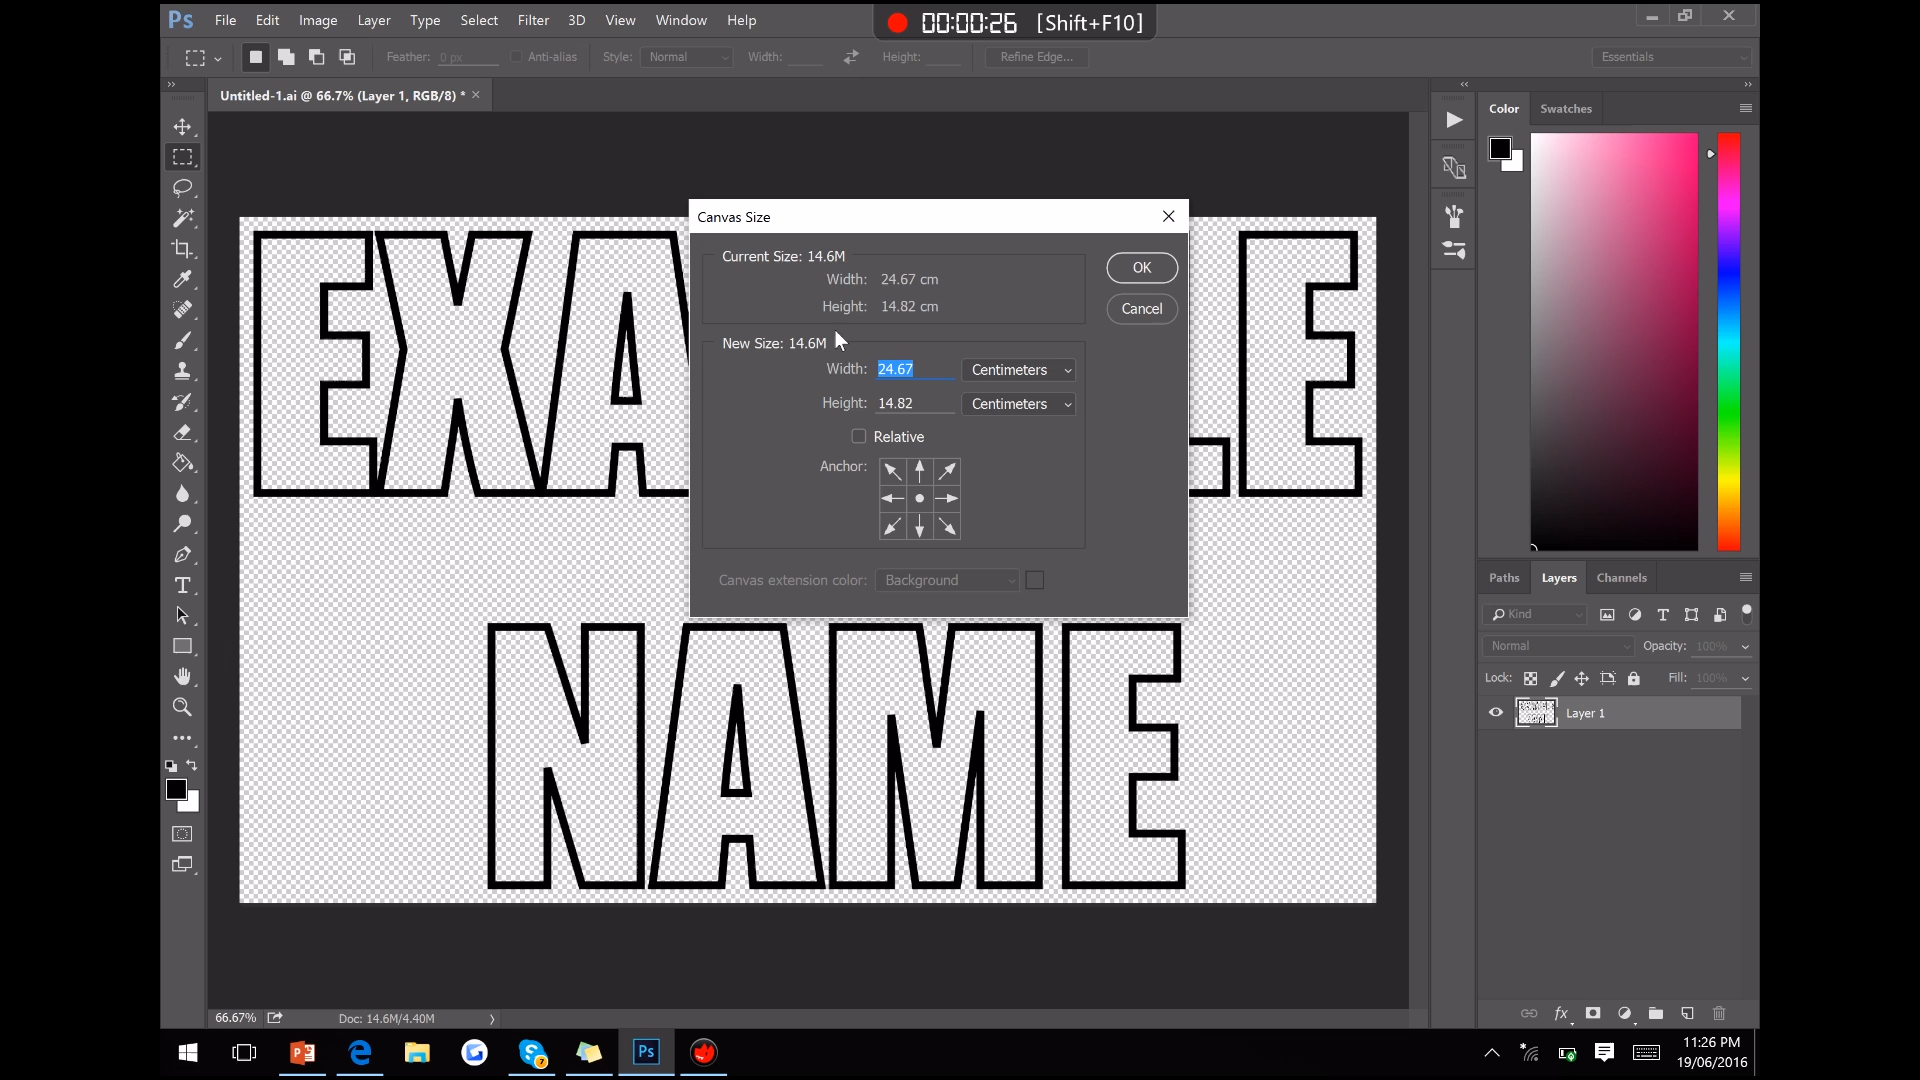 Ps File Edit Image Layer Type Select Filter 3D View Window Help
00:00:26 [Shift+F10]
Feather: 0 px Anti-alias Style: Normal Width: Height: Refine Edge... Essentials
Untitled-1.ai @ 66.7% (Layer 1, RGB/8) * ×
Color Swatches
Canvas Size
Current Size: 14.6M
Width: 24.67 cm
Height: 14.82 cm
OK
Cancel
New Size: 14.6M
Width: 24.67 Centimeters
Height: 14.82 Centimeters
Relative
Anchor:
Canvas extension color: Background
EXA LE
NAME
Paths Layers Channels
Kind
Normal Opacity: 100%
Lock: Fill: 100%
Layer 1
66.67% Doc: 14.6M/4.40M
fx
Ps
7
11:26 PM
19/06/2016